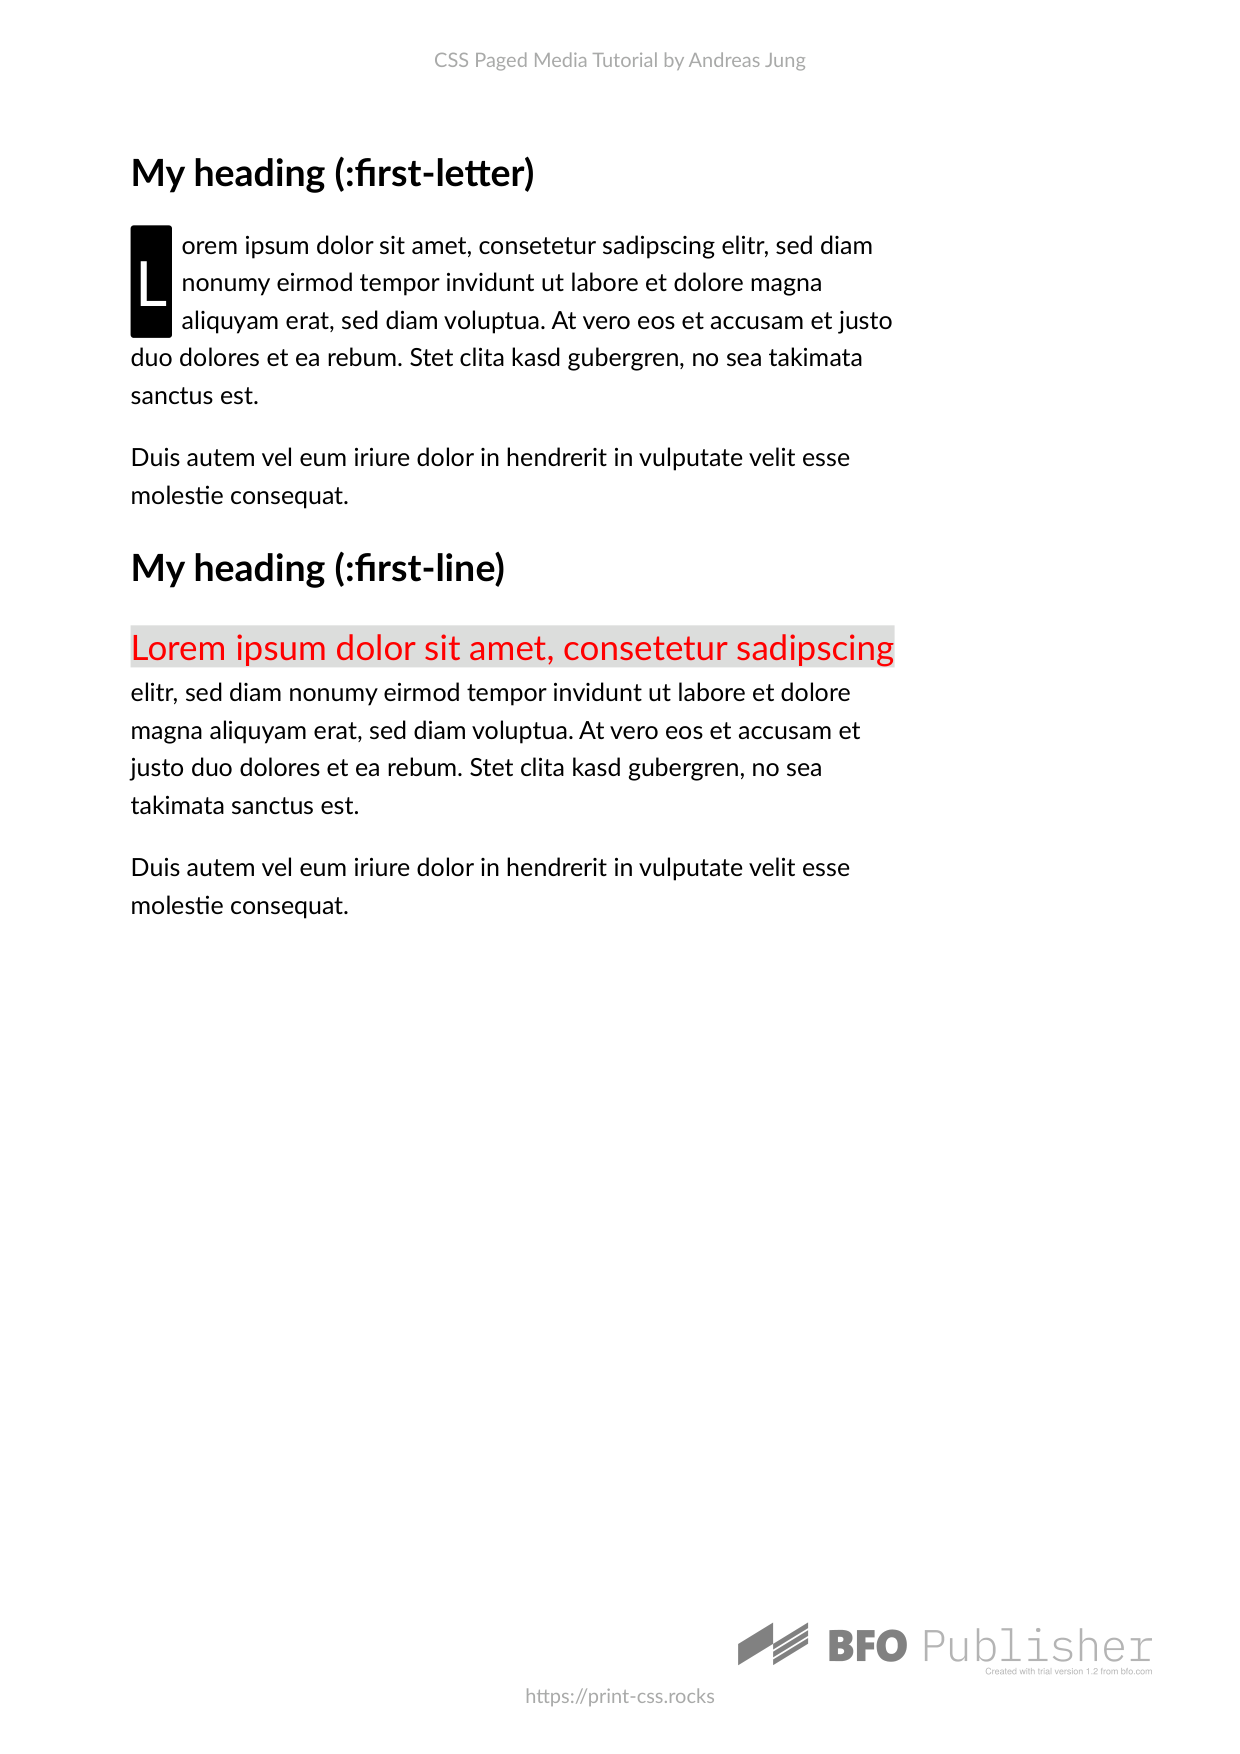 CSS Paged Media Tutorial by Andreas Jung
My heading (:first-letter)
Lorem ipsum dolor sit amet, consetetur sadipscing elitr, sed diam
nonumy eirmod tempor invidunt ut labore et dolore magna
aliquyam erat, sed diam voluptua. At vero eos et accusam et justo
duo dolores et ea rebum. Stet clita kasd gubergren, no sea takimata
sanctus est.
Duis autem vel eum iriure dolor in hendrerit in vulputate velit esse
molestie consequat.
My heading (:first-line)
Lorem ipsum dolor sit amet, consetetur sadipscing
elitr, sed diam nonumy eirmod tempor invidunt ut labore et dolore
magna aliquyam erat, sed diam voluptua. At vero eos et accusam et
justo duo dolores et ea rebum. Stet clita kasd gubergren, no sea
takimata sanctus est.
Duis autem vel eum iriure dolor in hendrerit in vulputate velit esse
molestie consequat.
BFO Publisher
Created with trial version 1.2 from bfo.com
https://print-css.rocks